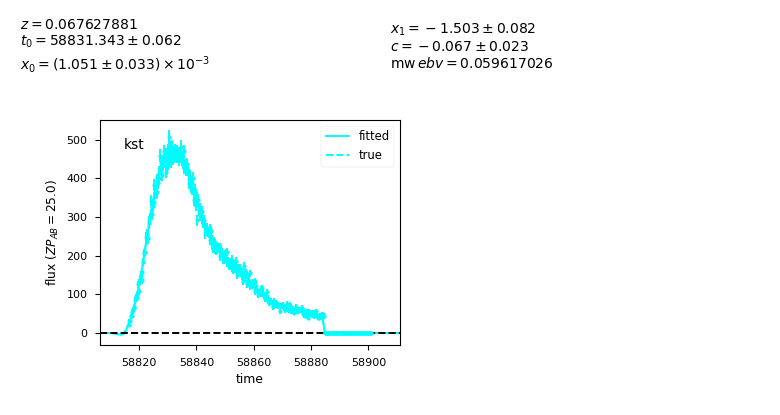 z = 0.067627881
t₀ = 58831.343 ± 0.062
x₀ = (1.051 ± 0.033) × 10⁻³
x₁ = −1.503 ± 0.082
c = −0.067 ± 0.023
mw ebv = 0.059617026
kst
fitted
true
500
400
300
200
100
0
flux (ZP_AB = 25.0)
58820 58840 58860 58880 58900
time